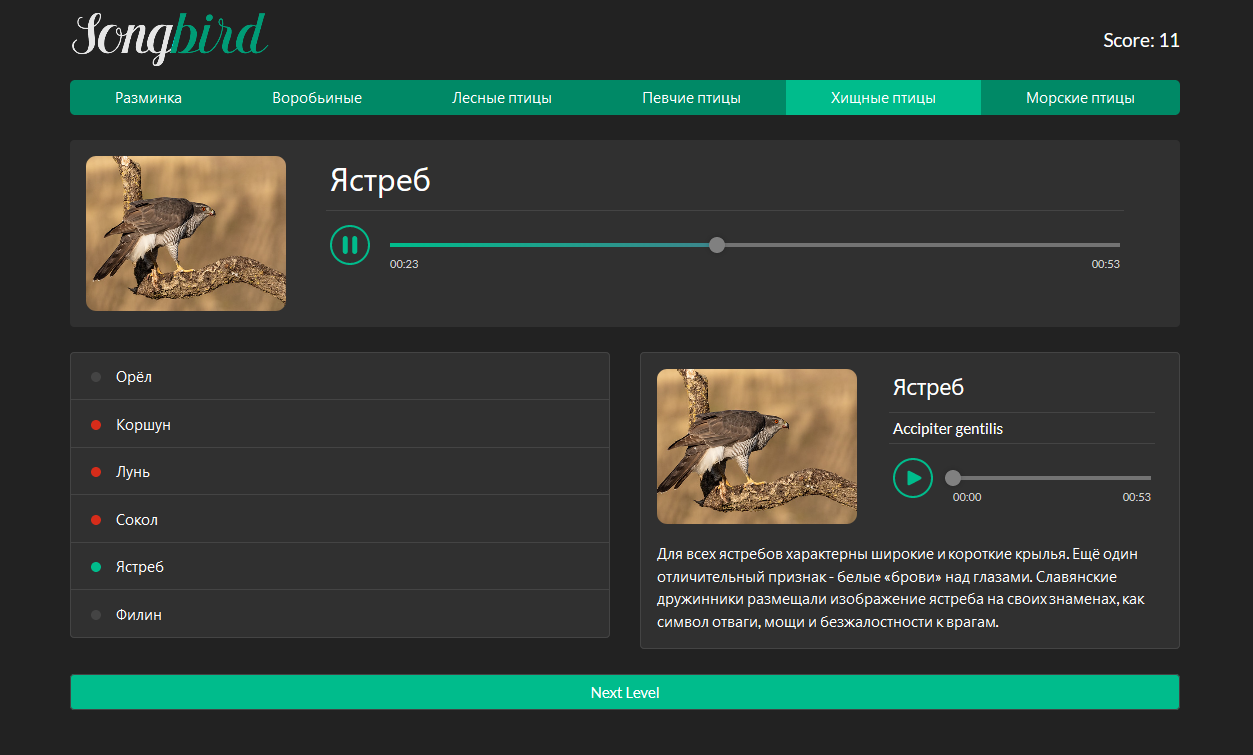 Songbird
Score: 11
Разминка
Воробьиные
Лесные птицы
Певчие птицы
Хищные птицы
Морские птицы
Ястреб
00:23
00:53
Орёл
Коршун
Лунь
Сокол
Ястреб
Филин
Ястреб
Accipiter gentilis
00:00
00:53
Для всех ястребов характерны широкие и короткие крылья. Ещё один
отличительный признак - белые «брови» над глазами. Славянские
дружинники размещали изображение ястреба на своих знаменах, как
символ отваги, мощи и безжалостности к врагам.
Next Level